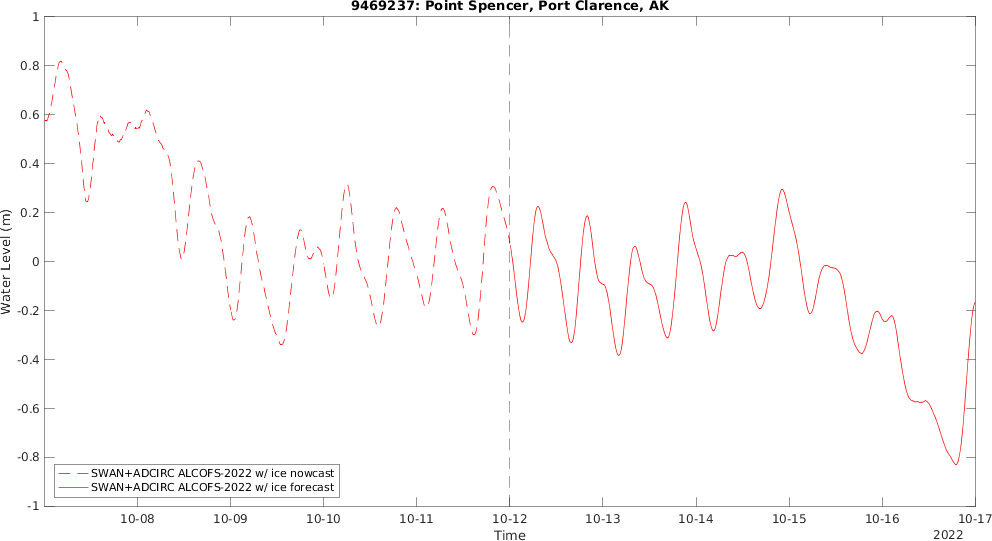 9469237: Point Spencer, Port Clarence, AK
Water Level (m)
1
0.8
0.6
0.4
0.2
0
-0.2
-0.4
-0.6
-0.8
-1
SWAN+ADCIRC ALCOFS-2022 w/ ice nowcast
SWAN+ADCIRC ALCOFS-2022 w/ ice forecast
10-08 10-09 10-10 10-11 10-12 10-13 10-14 10-15 10-16 10-17
Time
2022